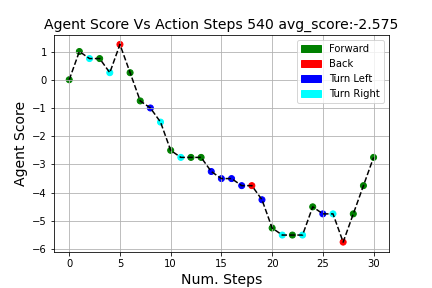 Agent Score Vs Action Steps 540 avg_score:-2.575
Forward
Back
Turn Left
Turn Right
Agent Score
1
0
−1
−2
−3
−4
−5
−6
0 5 10 15 20 25 30
Num. Steps